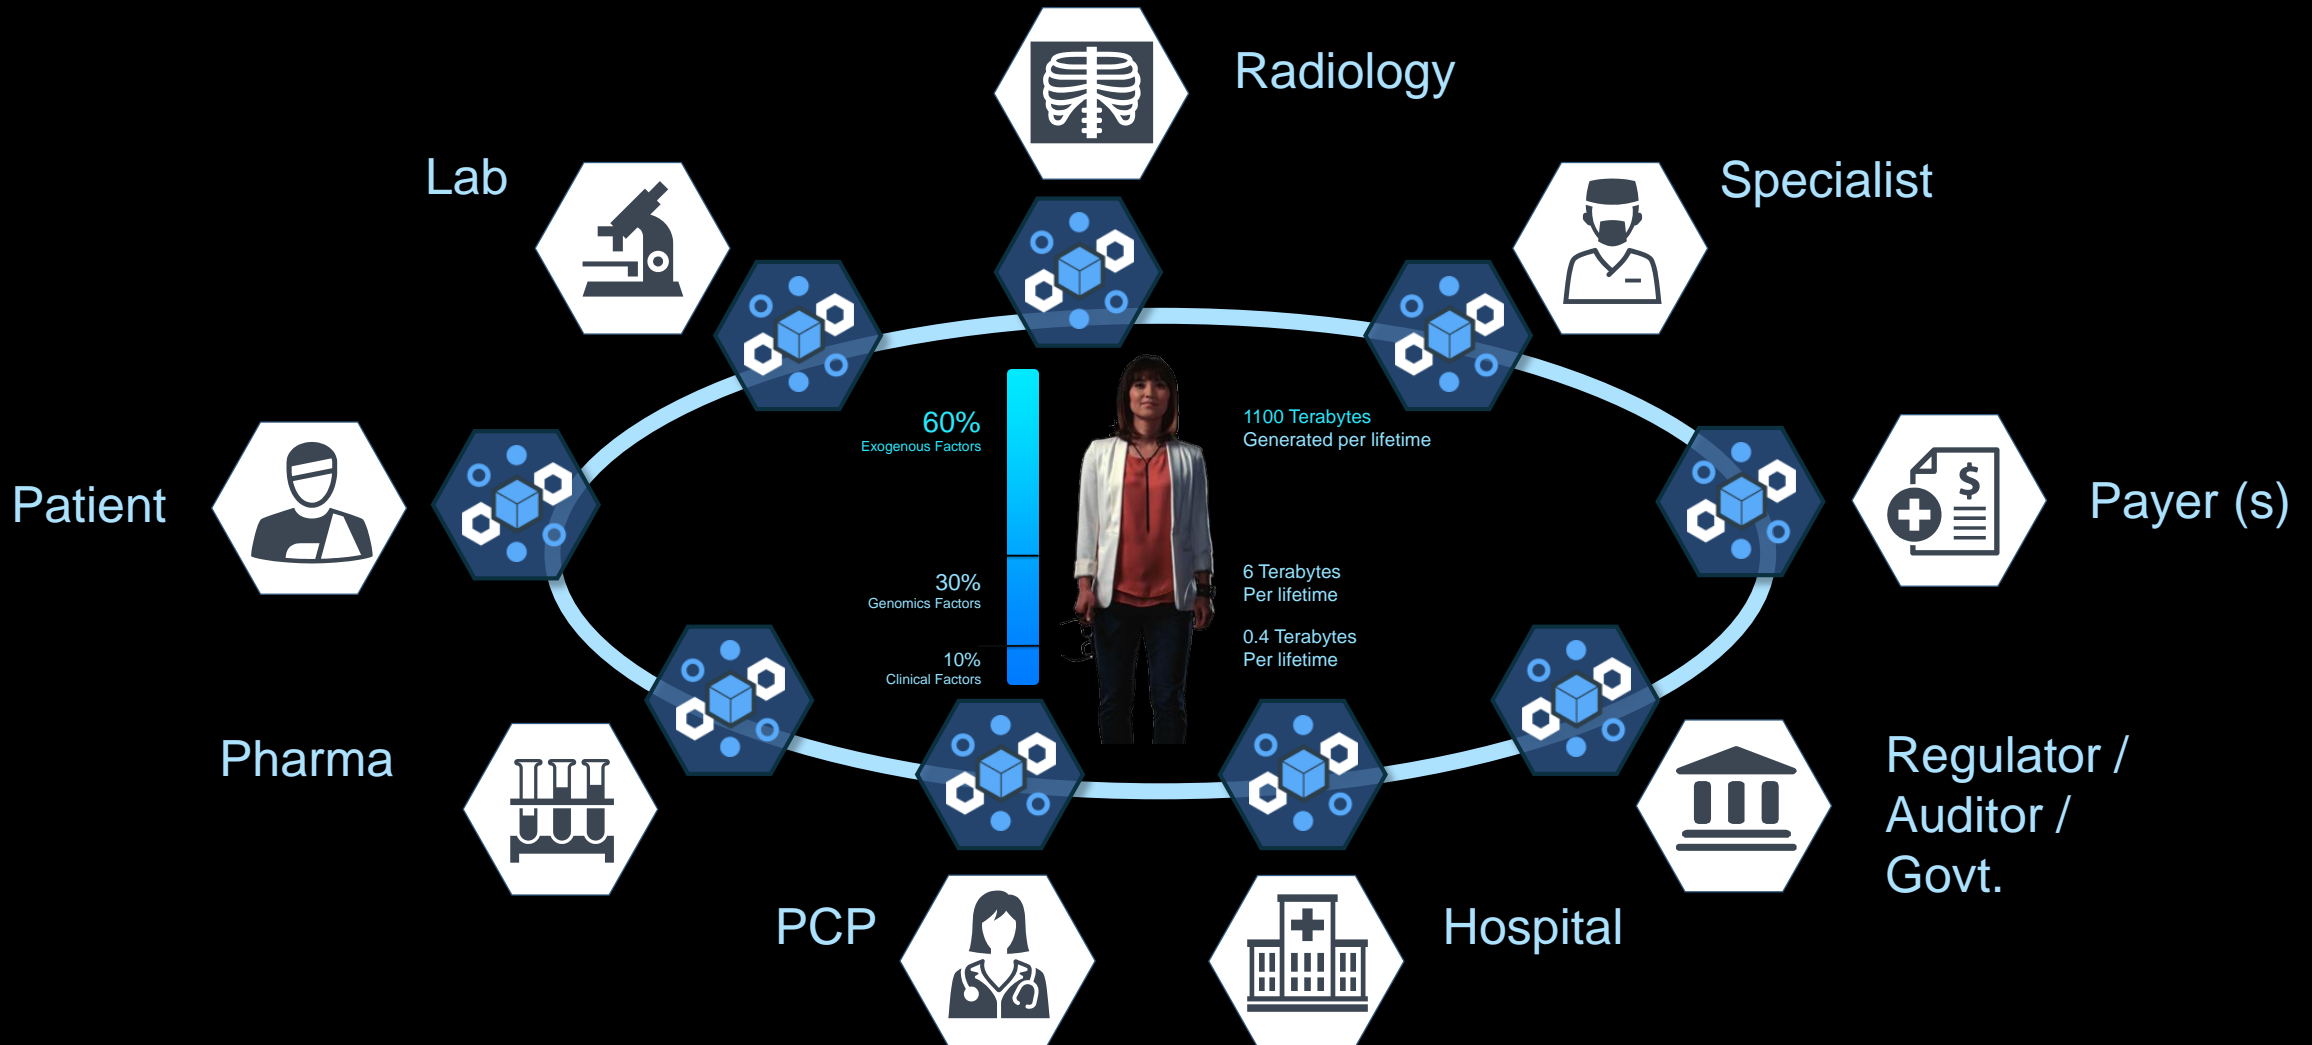 Radiology
Lab
Specialist
Patient
Payer (s)
60%
Exogenous Factors
1100 Terabytes
Generated per lifetime
30%
Genomics Factors
6 Terabytes
Per lifetime
10%
Clinical Factors
0.4 Terabytes
Per lifetime
Pharma
Regulator /
Auditor /
Govt.
PCP
Hospital
$